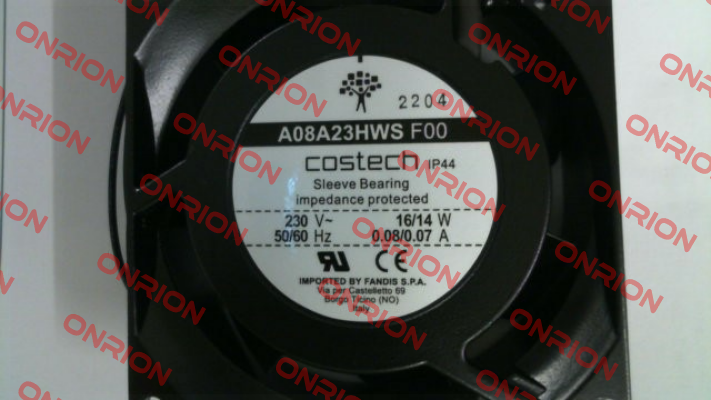 2204
A08A23HWS F00
costech IP44
Sleeve Bearing
impedance protected
230 V~ 16/14 W
50/60 Hz 0.08/0.07 A
IMPORTED BY FANDIS S.P.A.
Via per Castelletto 69
Borgo Ticino (NO)
Italy
ONRION